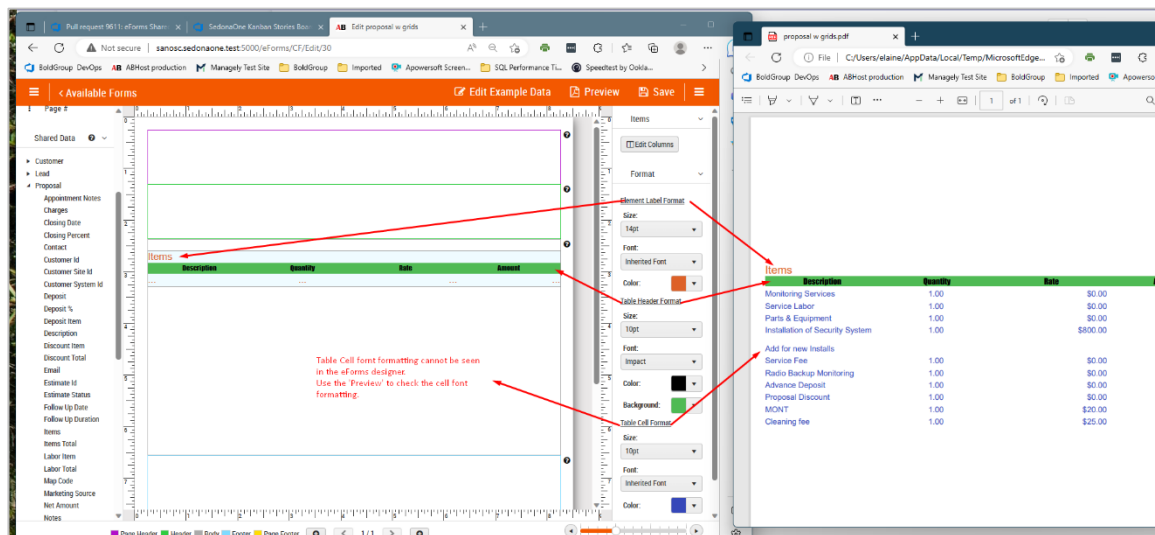 Pull request 9611: eForms Share
SedonaOne Kanban Stories Boa
AB Edit proposal w grids
Not secure | sanosc.sedonaone.test:5000/eForms/CF/Edit/30
BoldGroup DevOps
AB ABHost production
Managely Test Site
BoldGroup
Imported
Apowersoft Screen...
SQL Performance Ti...
Speedtest by Ookla...
< Available Forms
Edit Example Data
Preview
Save
Page #
Shared Data
Customer
Lead
Proposal
Appointment Notes
Charges
Closing Date
Closing Percent
Contact
Customer Id
Customer Site Id
Customer System Id
Deposit
Deposit %
Deposit Item
Description
Discount Item
Discount Total
Email
Estimate Id
Estimate Status
Follow Up Date
Follow Up Duration
Items
Items Total
Labor Item
Labor Total
Map Code
Marketing Source
Net Amount
Notes
Items
Description Quantity Rate Amount
... ... ... ...
Table Cell fornt formatting cannot be seen
in the eForms designer.
Use the 'Preview' to check the cell font
formatting.
Page Header Header Body Footer Page Footer
1/1
Items
Edit Columns
Format
Element Label Format
Size:
14pt
Font:
Inherited Font
Color:
Table Header Format
Size:
10pt
Font:
Impact
Color:
Background:
Table Cell Format
Size:
10pt
Font:
Inherited Font
Color:
proposal w grids.pdf
File | C:/Users/elaine/AppData/Local/Temp/MicrosoftEdge...
BoldGroup DevOps
AB ABHost production
Managely Test Site
BoldGroup
Imported
Apowerso
1 of 1
Items
Description Quantity Rate
Monitoring Services 1.00 $0.00
Service Labor 1.00 $0.00
Parts & Equipment 1.00 $0.00
Installation of Security System 1.00 $800.00
Add for new Installs
Service Fee 1.00 $0.00
Radio Backup Monitoring 1.00 $0.00
Advance Deposit 1.00 $0.00
Proposal Discount 1.00 $0.00
MONT 1.00 $20.00
Cleaning fee 1.00 $25.00